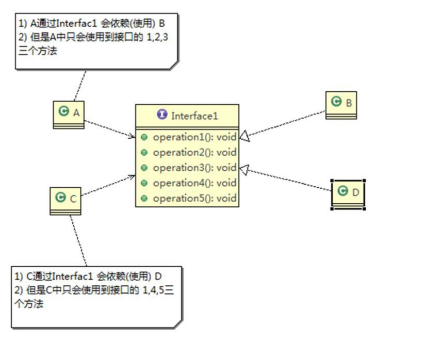 1) A通过Interfac1 会依赖(使用) B
2) 但是A中只会使用到接口的 1,2,3
三个方法
C A
C B
I Interface1
operation1(): void
operation2(): void
operation3(): void
operation4(): void
operation5(): void
C C
C D
1) C通过Interfac1 会依赖(使用) D
2) 但是C中只会使用到接口的 1,4,5三
个方法